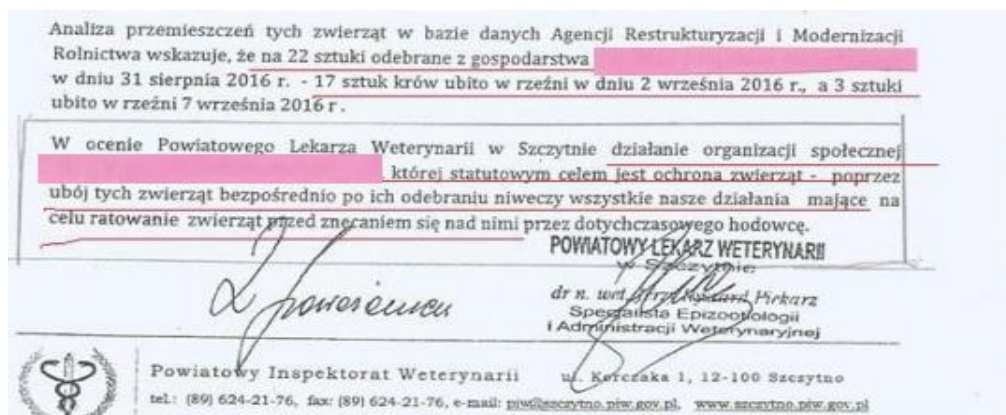 Analiza przemieszczeń tych zwierząt w bazie danych Agencji Restrukturyzacji i Modernizacji
Rolnictwa wskazuje, że na 22 sztuki odebrane z gospodarstwa
w dniu 31 sierpnia 2016 r. - 17 sztuk krów ubito w rzeźni w dniu 2 września 2016 r., a 3 sztuki
ubito w rzeźni 7 września 2016 r .
W ocenie Powiatowego Lekarza Weterynarii w Szczytnie działanie organizacji społecznej
, której statutowym celem jest ochrona zwierząt - poprzez
ubój tych zwierząt bezpośrednio po ich odebraniu niweczy wszystkie nasze działania mające na
celu ratowanie zwierząt przed znęcaniem się nad nimi przez dotychczasowego hodowcę.
POWIATOWY LEKARZ WETERYNARII
w Szczytnie
Z poważaniem
dr n. wet. Jerzy Piekarz
Specjalista Epizootiologii
i Administracji Weterynaryjnej
Powiatowy Inspektorat Weterynarii ul. Korczaka 1, 12-100 Szczytno
tel.: (89) 624-21-76, fax: (89) 624-21-76, e-mail: piw@szczytno.piw.gov.pl, www.szczytno.piw.gov.pl